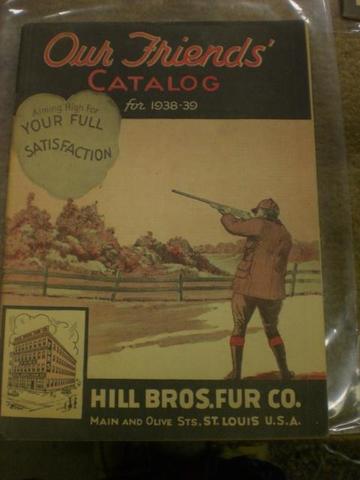 Our Friends'
CATALOG
for 1938-39
Aiming High For
YOUR FULL
SATISFACTION
HILL BROS. FUR CO.
MAIN AND OLIVE STS. ST. LOUIS U.S.A.